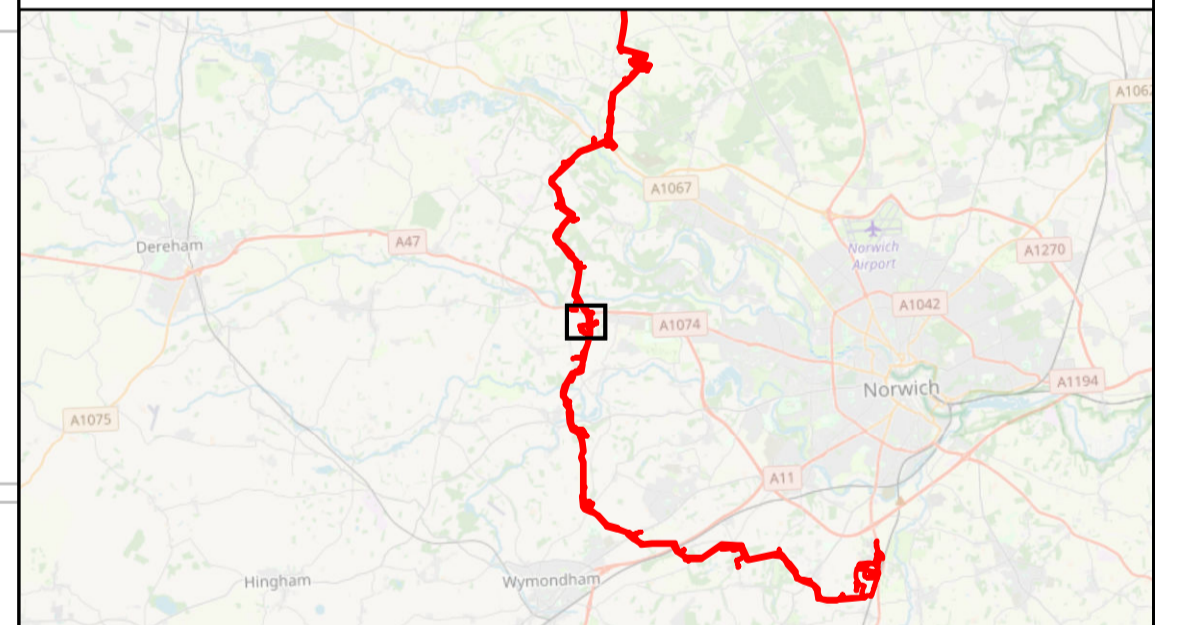 A1062
A1067
Dereham
A47
Norwich
Airport
A1270
A1042
A1074
A1194
Norwich
A1075
A11
Hingham
Wymondham